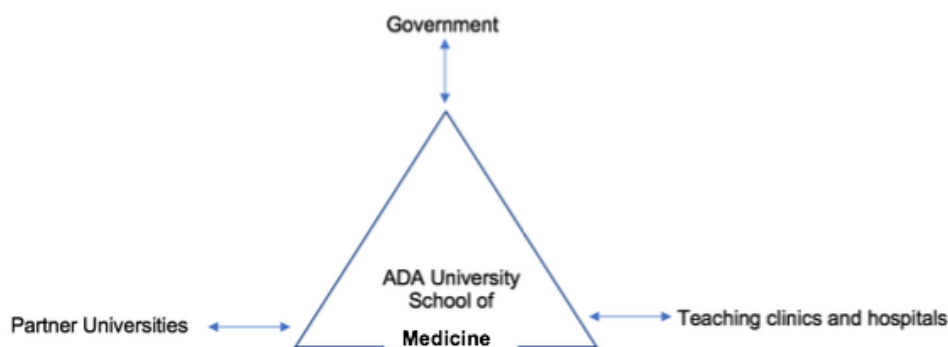 Government
ADA University
School of
Medicine
Partner Universities
Teaching clinics and hospitals